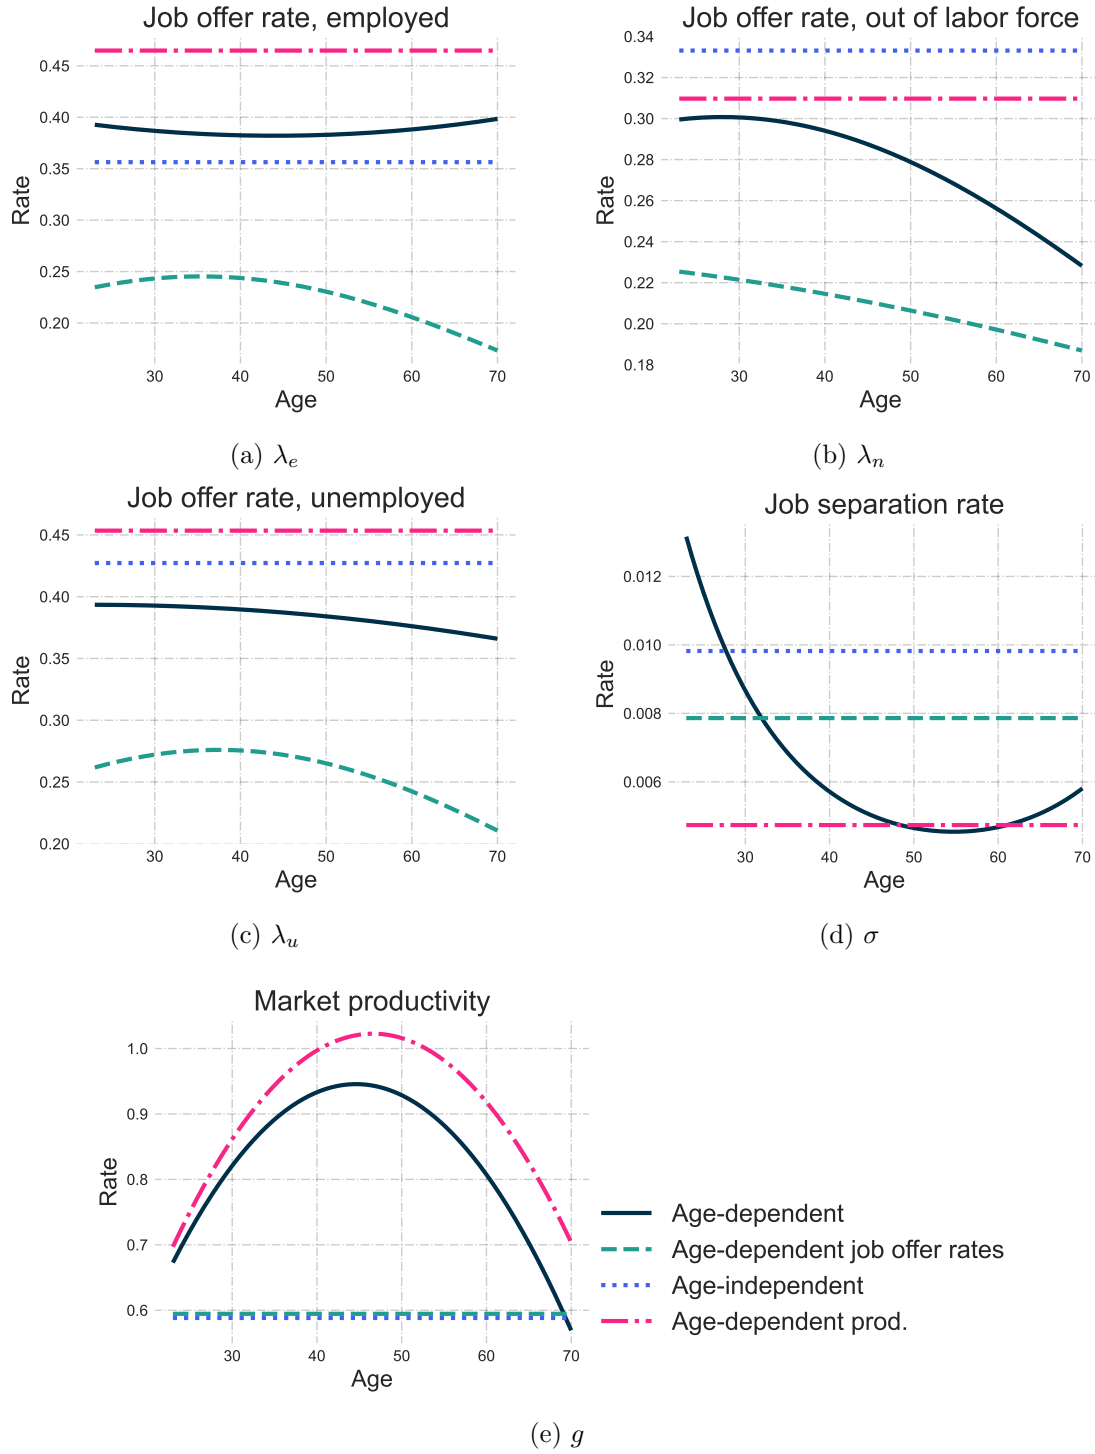 Job offer rate, employed
Rate
0.45
0.40
0.35
0.30
0.25
0.20
30 40 50 60 70
Age
(a) λe
Job offer rate, out of labor force
Rate
0.34
0.32
0.30
0.28
0.26
0.24
0.22
0.20
0.18
30 40 50 60 70
Age
(b) λn
Job offer rate, unemployed
Rate
0.45
0.40
0.35
0.30
0.25
0.20
30 40 50 60 70
Age
(c) λu
Job separation rate
Rate
0.012
0.010
0.008
0.006
30 40 50 60 70
Age
(d) σ
Market productivity
Rate
1.0
0.9
0.8
0.7
0.6
30 40 50 60 70
Age
Age-dependent
Age-dependent job offer rates
Age-independent
Age-dependent prod.
(e) g